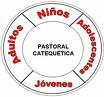 Niños
Adolescentes
Jóvenes
Adultos
PASTORAL
CATEQUÉTICA